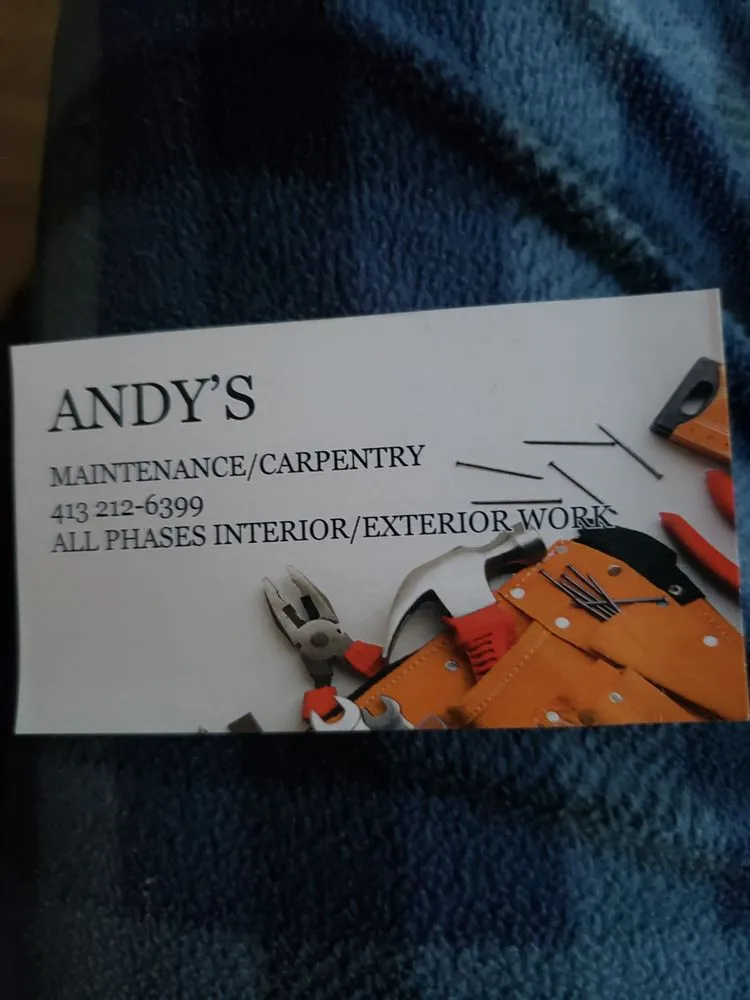 ANDY'S
MAINTENANCE/CARPENTRY
413 212-6399
ALL PHASES INTERIOR/EXTERIOR WORK